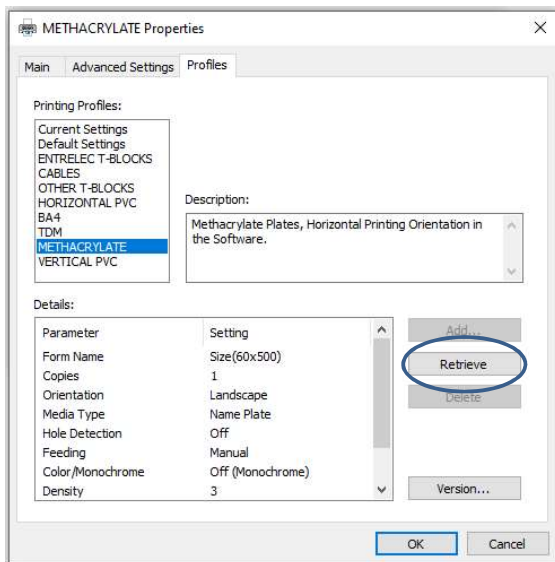 METHACRYLATE Properties
Main Advanced Settings Profiles
Printing Profiles:
Current Settings
Default Settings
ENTRELEC T-BLOCKS
CABLES
OTHER T-BLOCKS
HORIZONTAL PVC
BA4
TDM
METHACRYLATE
VERTICAL PVC
Description:
Methacrylate Plates, Horizontal Printing Orientation in
the Software.
Details:
Parameter Setting
Form Name Size(60x500)
Copies 1
Orientation Landscape
Media Type Name Plate
Hole Detection Off
Feeding Manual
Color/Monochrome Off (Monochrome)
Density 3
Add...
Retrieve
Delete
Version...
OK Cancel